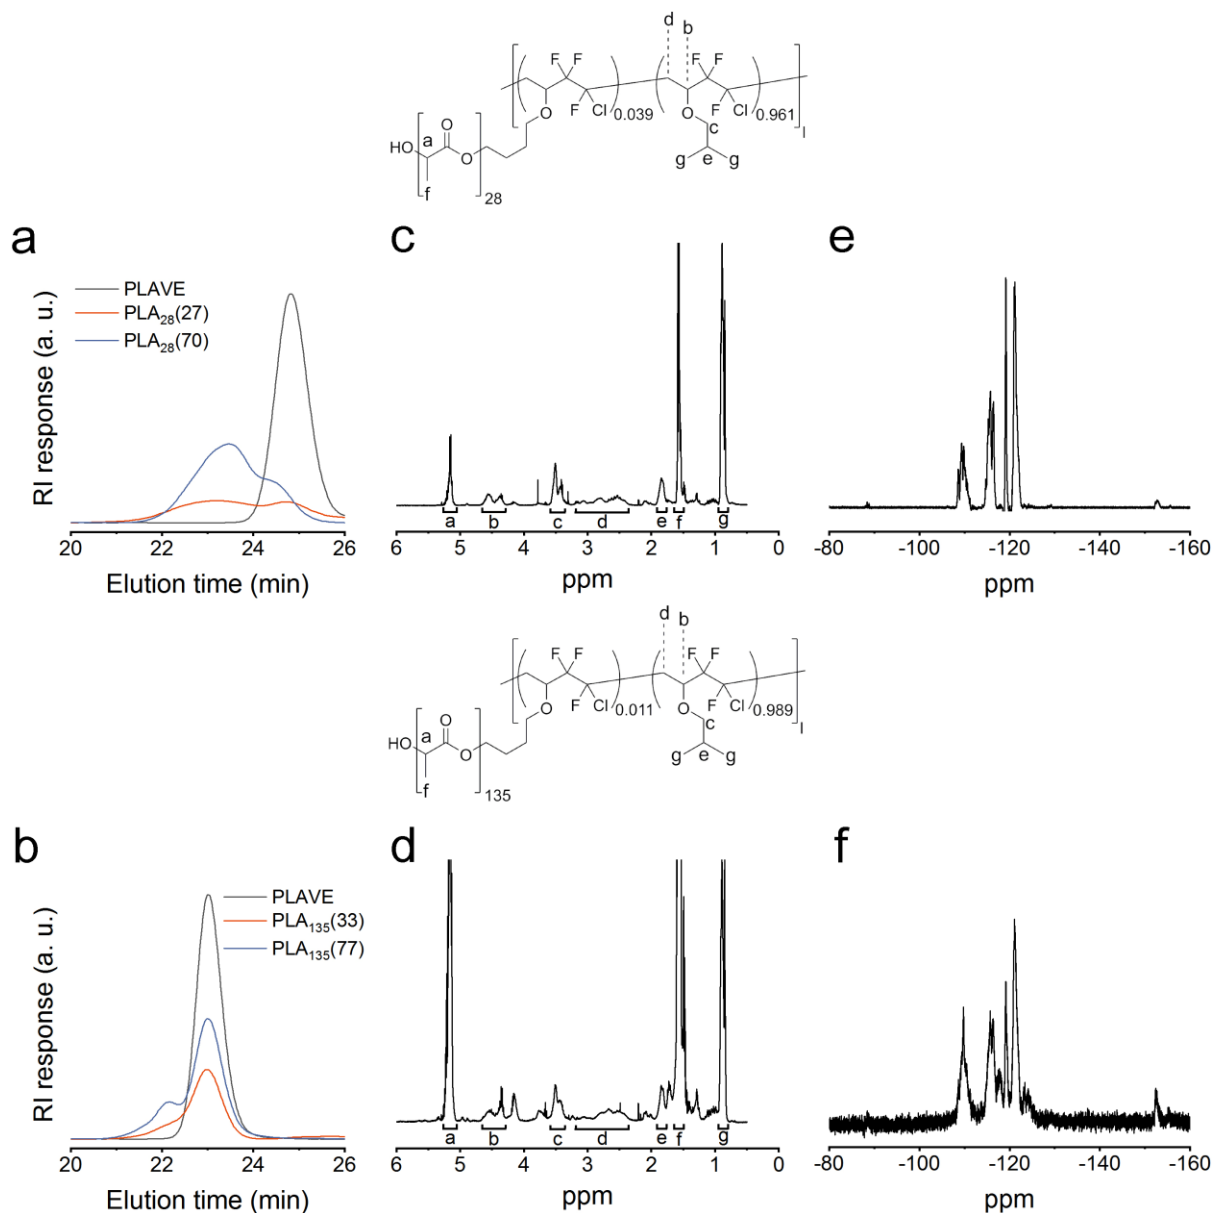 d
b
F F F F
F Cl 0.039 F Cl 0.961
O O l
HO a O O c
f 28 g e g
a
PLAVE
PLA28(27)
PLA28(70)
RI response (a. u.)
20 22 24 26
Elution time (min)
c
a b c d e f g
6 5 4 3 2 1 0
ppm
e
-80 -100 -120 -140 -160
ppm
d
b
F F F F
F Cl 0.011 F Cl 0.989
O O l
HO a O O c
f 135 g e g
b
PLAVE
PLA135(33)
PLA135(77)
RI response (a. u.)
20 22 24 26
Elution time (min)
d
a b c d e f g
6 5 4 3 2 1 0
ppm
f
-80 -100 -120 -140 -160
ppm